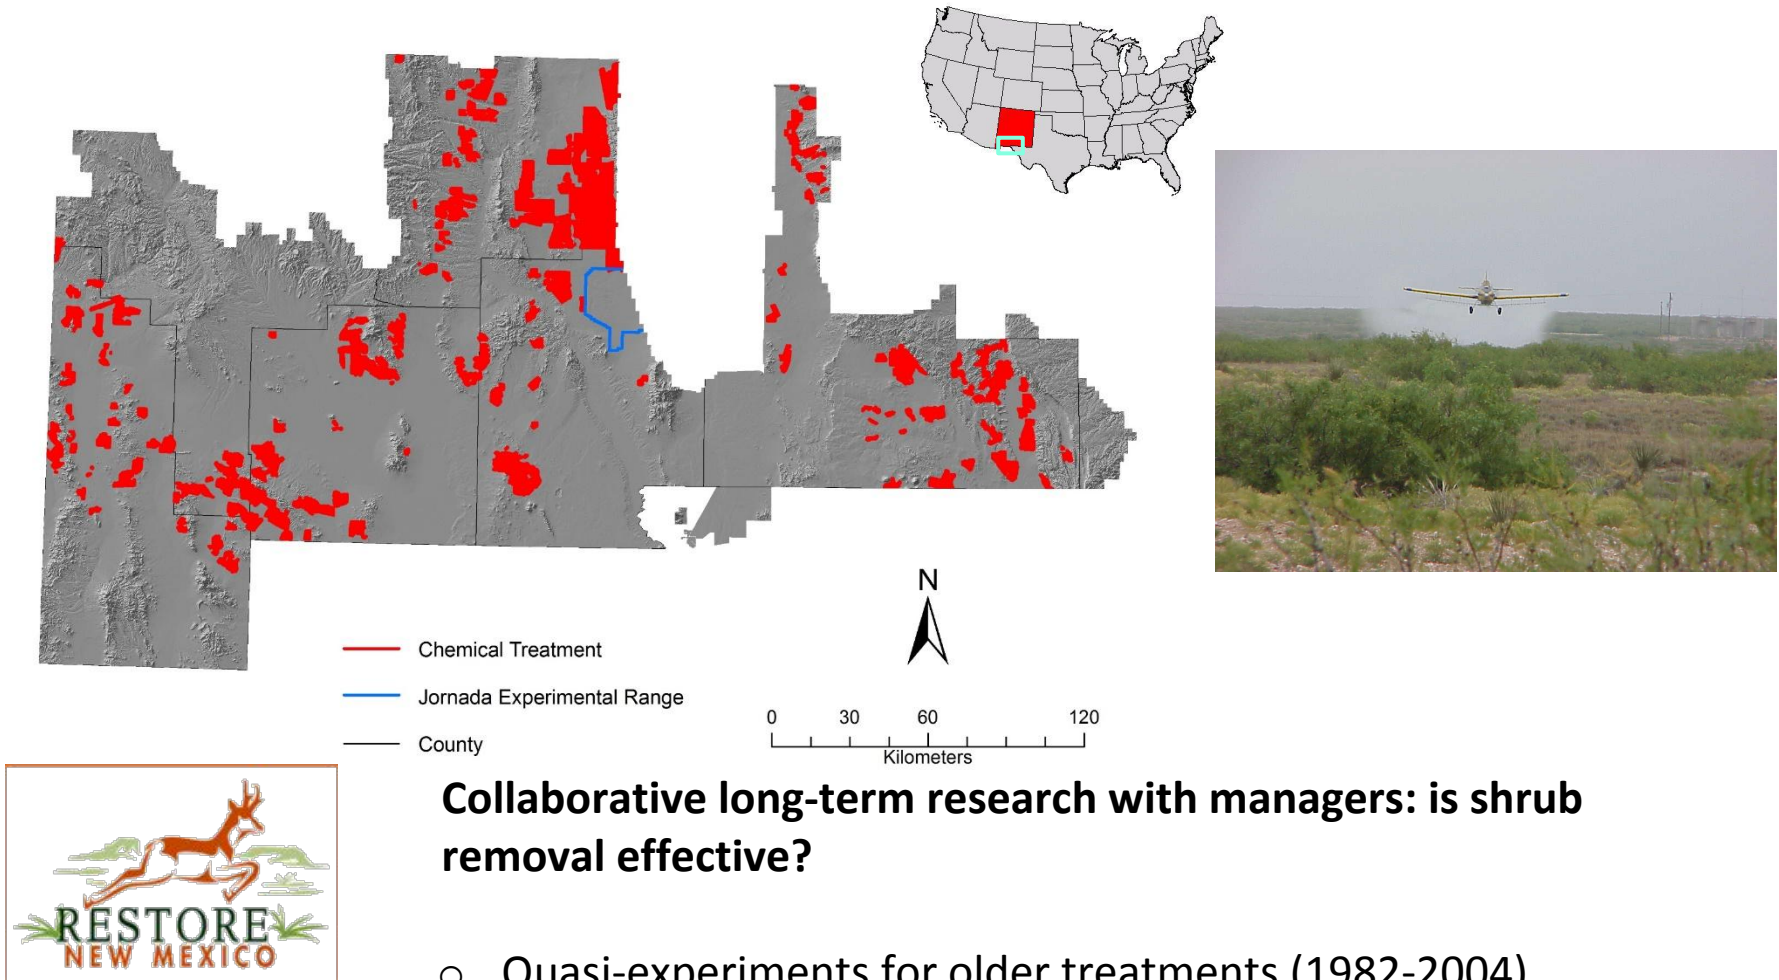 N
Chemical Treatment
Jornada Experimental Range
County
0 30 60 120
Kilometers
RESTORE
NEW MEXICO
Collaborative long-term research with managers: is shrub
removal effective?
o Quasi-experiments for older treatments (1982-2004)